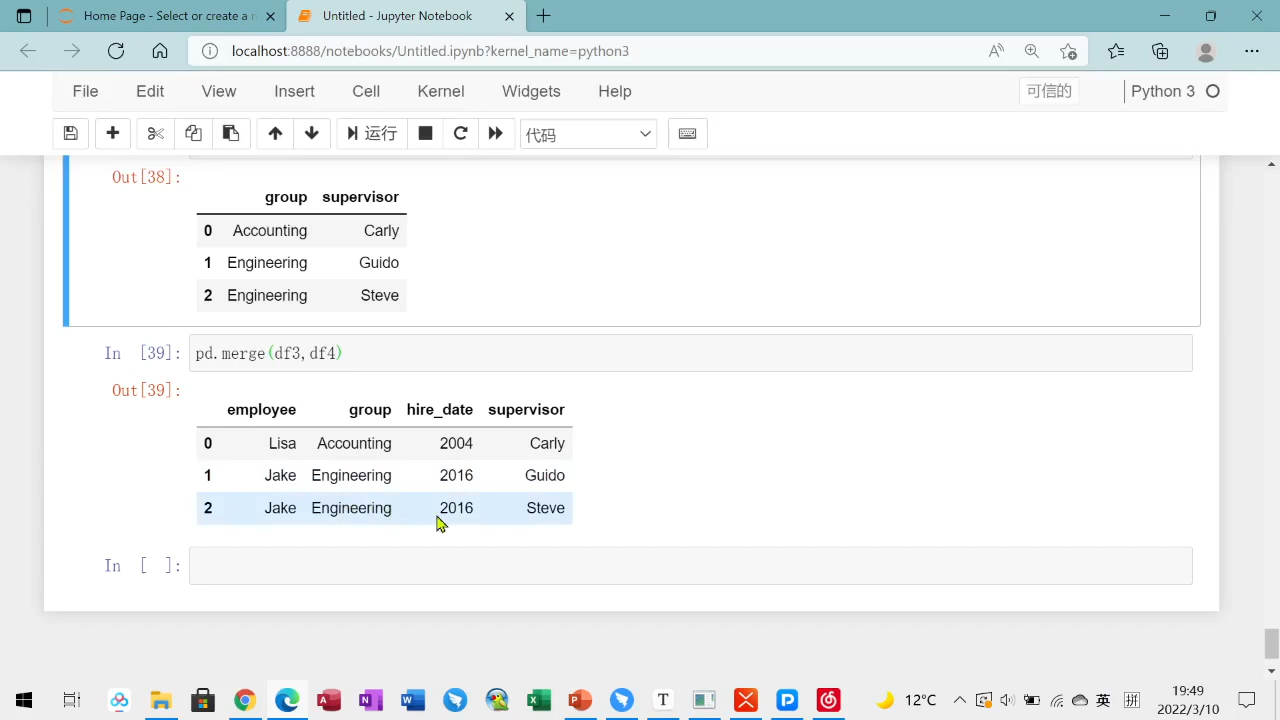 Home Page - Select or create a n
Untitled - Jupyter Notebook
localhost:8888/notebooks/Untitled.ipynb?kernel_name=python3
File Edit View Insert Cell Kernel Widgets Help 可信的 Python 3
运行 代码
Out[38]:
group supervisor
0 Accounting Carly
1 Engineering Guido
2 Engineering Steve
In [39]: pd.merge(df3,df4)
Out[39]:
employee group hire_date supervisor
0 Lisa Accounting 2004 Carly
1 Jake Engineering 2016 Guido
2 Jake Engineering 2016 Steve
In [ ]:
12°C 英 拼 19:49
2022/3/10